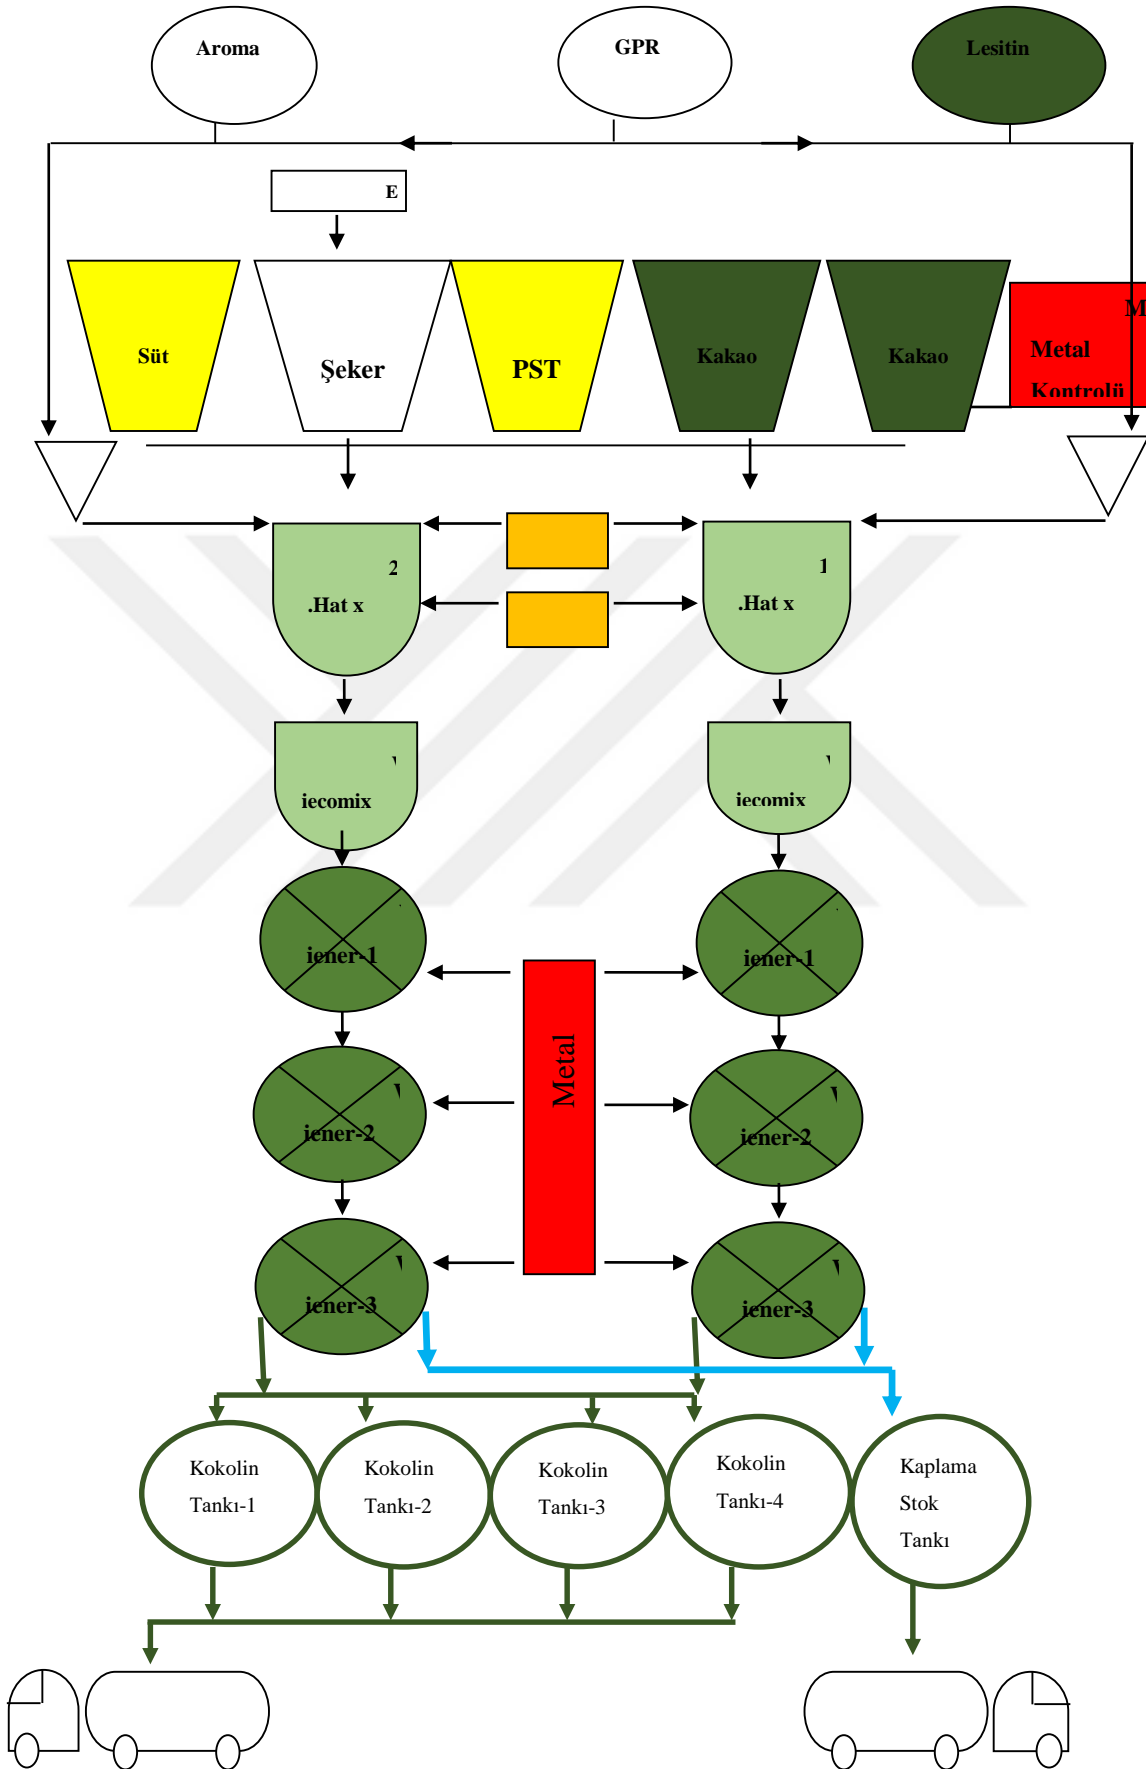 Aroma
GPR
Lesitin
E
Süt
Şeker
PST
Kakao
Kakao
M
Metal
Kontrolü
2
.Hat x
1
.Hat x
iecomix
iecomix
iener-1
iener-1
Metal
iener-2
iener-2
iener-3
iener-3
Kokolin
Tankı-1
Kokolin
Tankı-2
Kokolin
Tankı-3
Kokolin
Tankı-4
Kaplama
Stok
Tankı